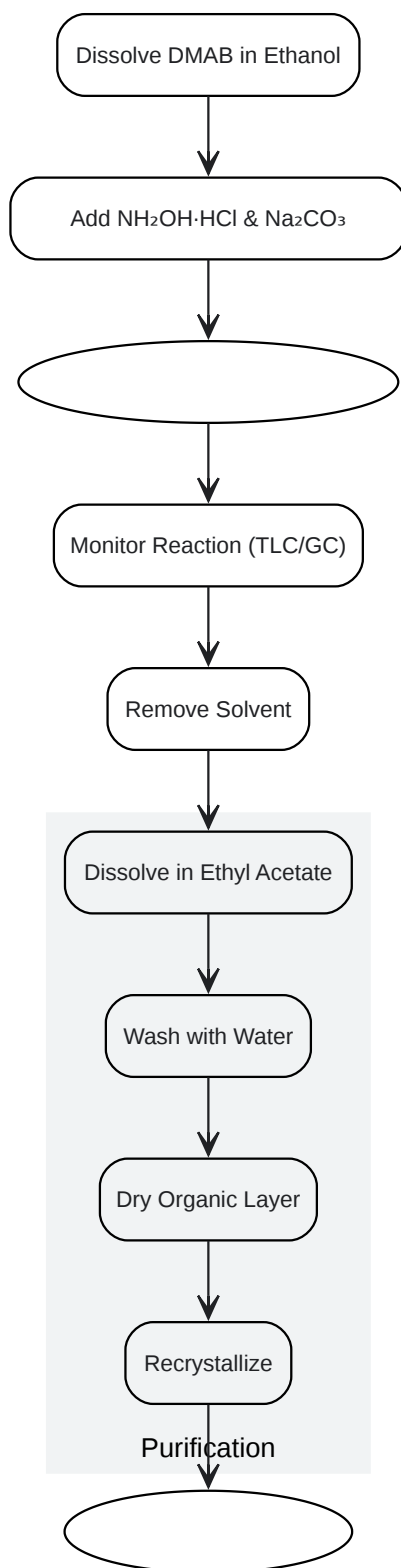 Dissolve DMAB in Ethanol
Add NH₂OH·HCl & Na₂CO₃
Monitor Reaction (TLC/GC)
Remove Solvent
Dissolve in Ethyl Acetate
Wash with Water
Dry Organic Layer
Recrystallize
Purification